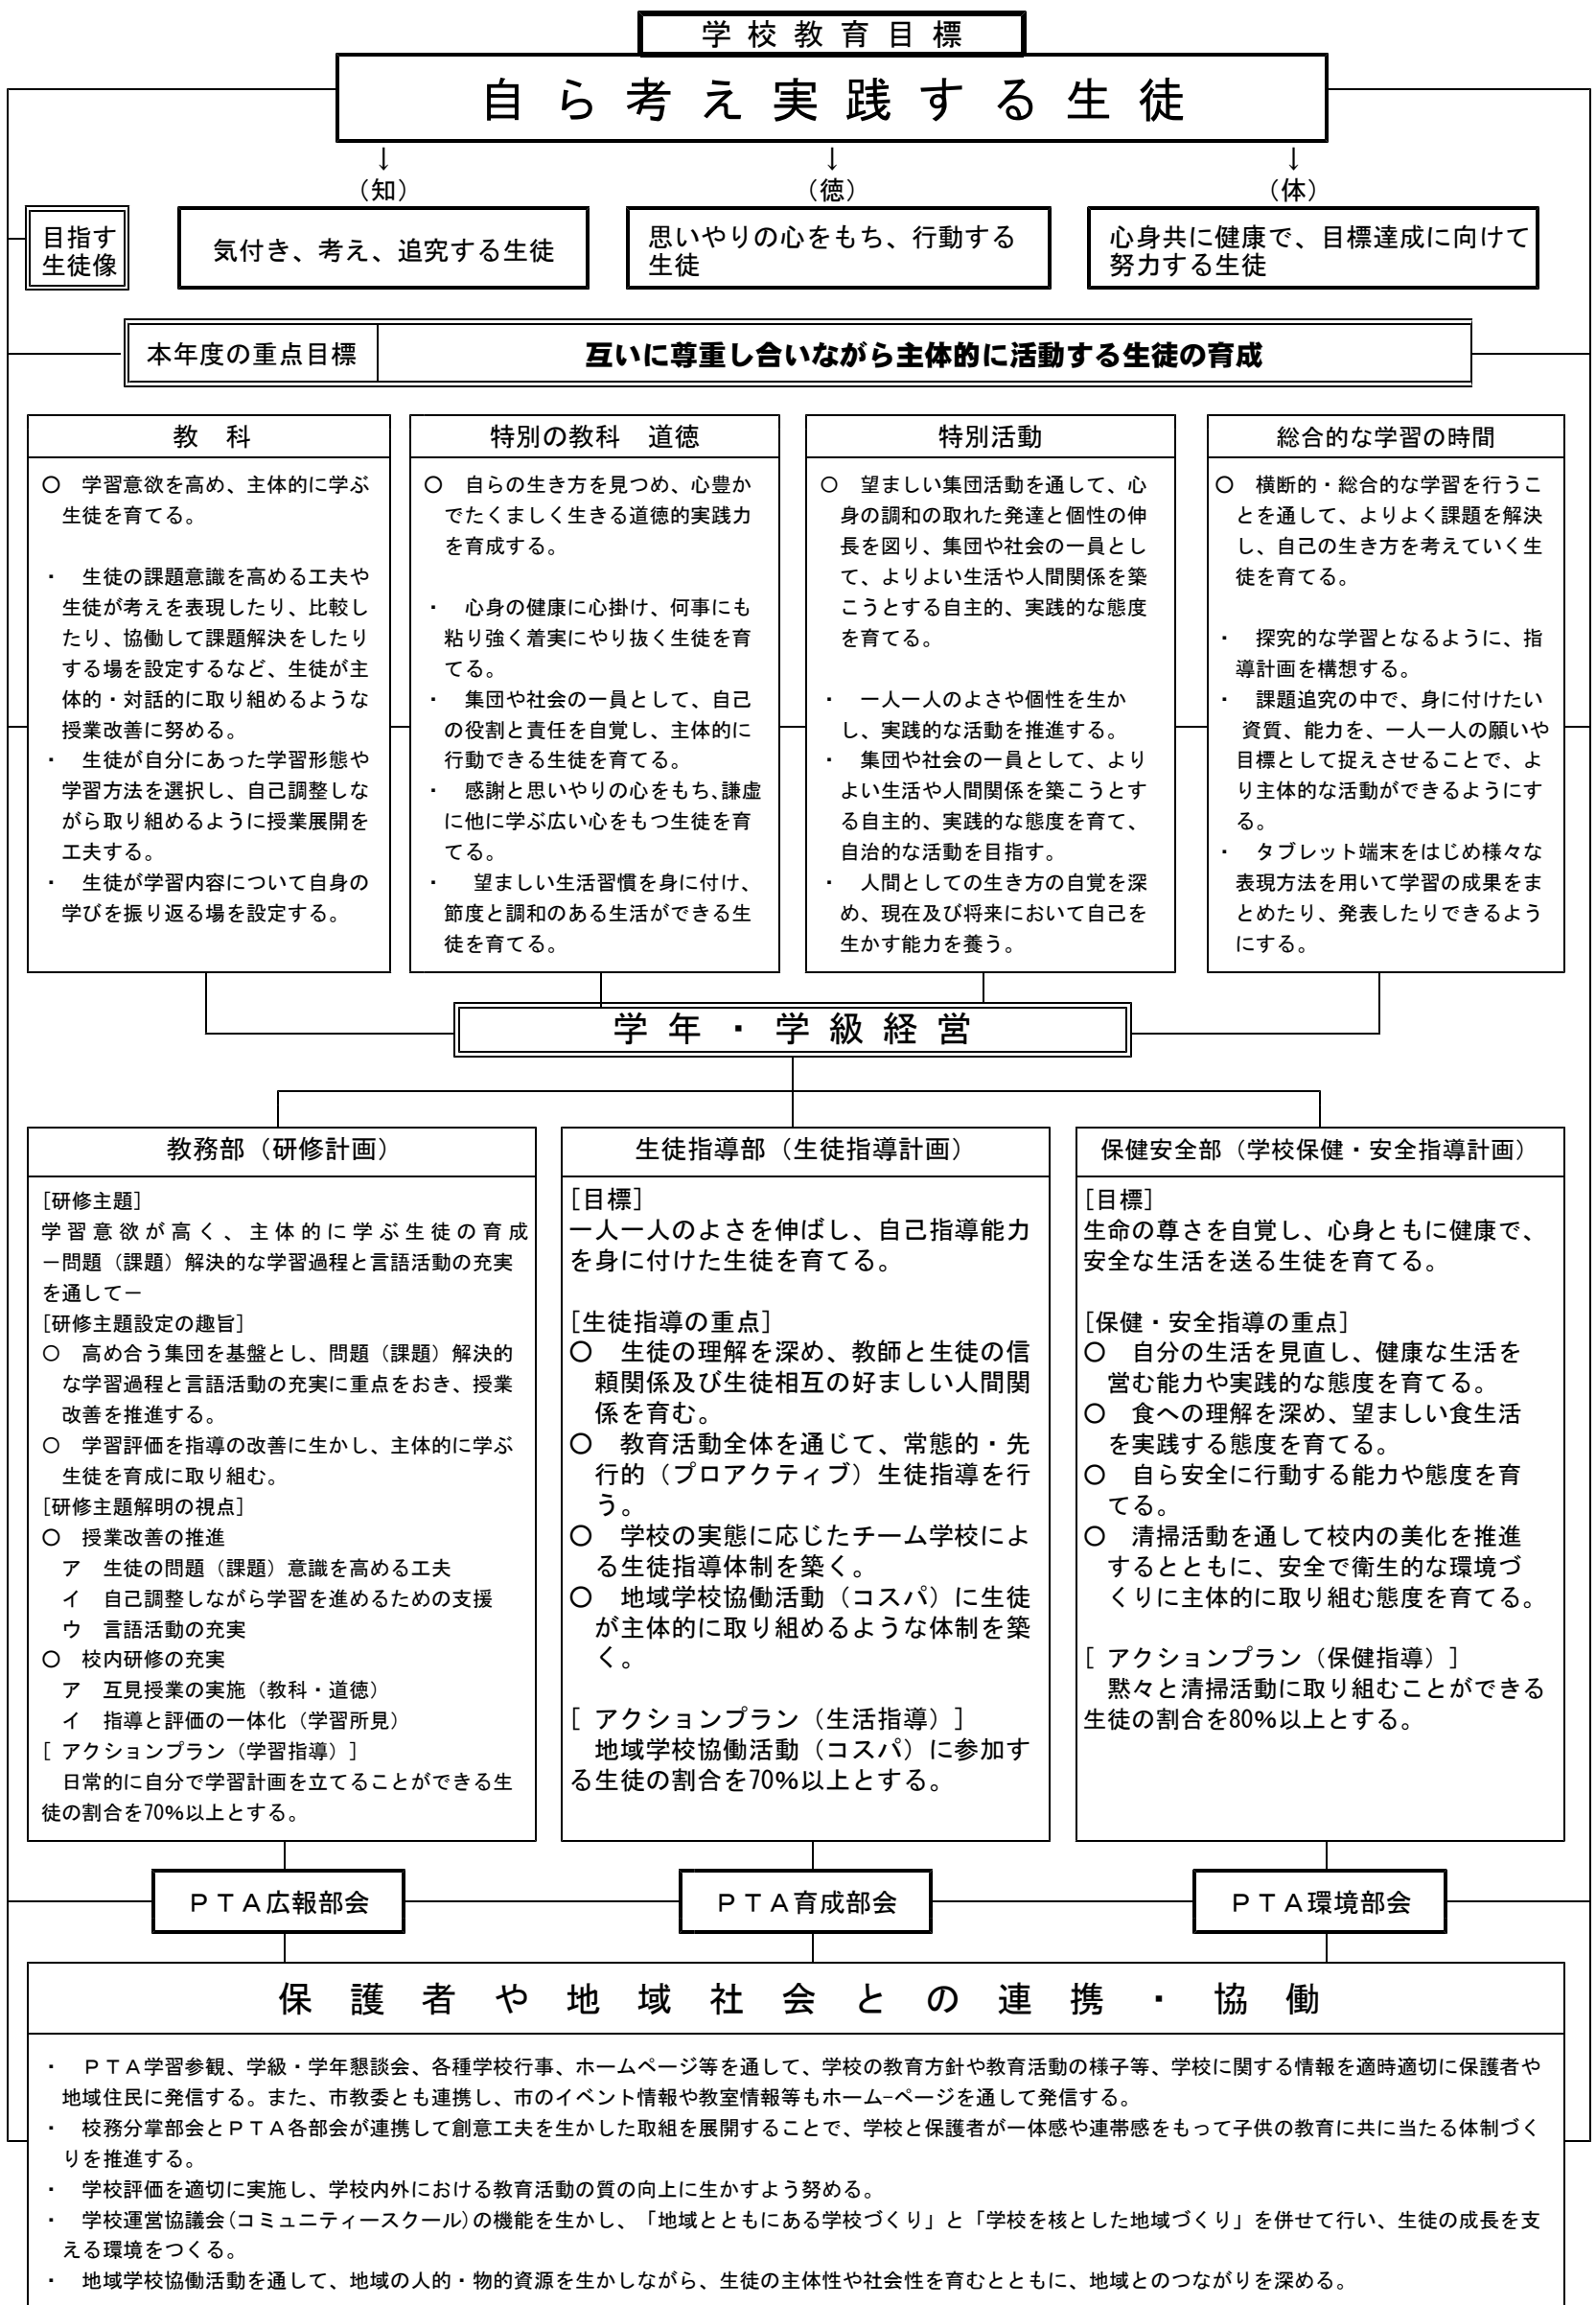 学校教育目標
自ら考え実践する生徒
↓
↓
↓
（知）
（徳）
（体）
目指す
生徒像
気付き、考え、追究する生徒
思いやりの心をもち、行動する
生徒
心身共に健康で、目標達成に向けて
努力する生徒
本年度の重点目標
互いに尊重し合いながら主体的に活動する生徒の育成
教　科
○　学習意欲を高め、主体的に学ぶ
生徒を育てる。
・　生徒の課題意識を高める工夫や
生徒が考えを表現したり、比較し
たり、協働して課題解決をしたり
する場を設定するなど、生徒が主
体的・対話的に取り組めるような
授業改善に努める。
・　生徒が自分にあった学習形態や
学習方法を選択し、自己調整しな
がら取り組めるように授業展開を
工夫する。
・　生徒が学習内容について自身の
学びを振り返る場を設定する。
特別の教科　道徳
○　自らの生き方を見つめ、心豊か
でたくましく生きる道徳的実践力
を育成する。
・　心身の健康に心掛け、何事にも
粘り強く着実にやり抜く生徒を育
てる。
・　集団や社会の一員として、自己
の役割と責任を自覚し、主体的に
行動できる生徒を育てる。
・　感謝と思いやりの心をもち、謙虚
に他に学ぶ広い心をもつ生徒を育
てる。
・　望ましい生活習慣を身に付け、
節度と調和のある生活ができる生
徒を育てる。
特別活動
○　望ましい集団活動を通して、心
身の調和の取れた発達と個性の伸
長を図り、集団や社会の一員とし
て、よりよい生活や人間関係を築
こうとする自主的、実践的な態度
を育てる。
・　一人一人のよさや個性を生か
し、実践的な活動を推進する。
・　集団や社会の一員として、より
よい生活や人間関係を築こうとす
る自主的、実践的な態度を育て、
自治的な活動を目指す。
・　人間としての生き方の自覚を深
め、現在及び将来において自己を
生かす能力を養う。
総合的な学習の時間
○　横断的・総合的な学習を行うこ
とを通して、よりよく課題を解決
し、自己の生き方を考えていく生
徒を育てる。
・　探究的な学習となるように、指
導計画を構想する。
・　課題追究の中で、身に付けたい
資質、能力を、一人一人の願いや
目標として捉えさせることで、よ
り主体的な活動ができるようにす
る。
・　タブレット端末をはじめ様々な
表現方法を用いて学習の成果をま
とめたり、発表したりできるよう
にする。
学年・学級経営
教務部（研修計画）
[研修主題]
学習意欲が高く、主体的に学ぶ生徒の育成
－問題（課題）解決的な学習過程と言語活動の充実
を通して－
[研修主題設定の趣旨]
○　高め合う集団を基盤とし、問題（課題）解決的
な学習過程と言語活動の充実に重点をおき、授業
改善を推進する。
○　学習評価を指導の改善に生かし、主体的に学ぶ
生徒を育成に取り組む。
[研修主題解明の視点]
○　授業改善の推進
ア　生徒の問題（課題）意識を高める工夫
イ　自己調整しながら学習を進めるための支援
ウ　言語活動の充実
○　校内研修の充実
ア　互見授業の実施（教科・道徳）
イ　指導と評価の一体化（学習所見）
[ アクションプラン（学習指導）]
日常的に自分で学習計画を立てることができる生
徒の割合を70％以上とする。
生徒指導部（生徒指導計画）
[目標]
一人一人のよさを伸ばし、自己指導能力
を身に付けた生徒を育てる。
[生徒指導の重点]
○　生徒の理解を深め、教師と生徒の信
頼関係及び生徒相互の好ましい人間関
係を育む。
○　教育活動全体を通じて、常態的・先
行的（プロアクティブ）生徒指導を行
う。
○　学校の実態に応じたチーム学校によ
る生徒指導体制を築く。
○　地域学校協働活動（コスパ）に生徒
が主体的に取り組めるような体制を築
く。
[ アクションプラン（生活指導）]
地域学校協働活動（コスパ）に参加す
る生徒の割合を70％以上とする。
保健安全部（学校保健・安全指導計画）
[目標]
生命の尊さを自覚し、心身ともに健康で、
安全な生活を送る生徒を育てる。
[保健・安全指導の重点]
○　自分の生活を見直し、健康な生活を
営む能力や実践的な態度を育てる。
○　食への理解を深め、望ましい食生活
を実践する態度を育てる。
○　自ら安全に行動する能力や態度を育
てる。
○　清掃活動を通して校内の美化を推進
するとともに、安全で衛生的な環境づ
くりに主体的に取り組む態度を育てる。
[ アクションプラン（保健指導）]
黙々と清掃活動に取り組むことができる
生徒の割合を80％以上とする。
ＰＴＡ広報部会
ＰＴＡ育成部会
ＰＴＡ環境部会
保護者や地域社会との連携・協働
・　ＰＴＡ学習参観、学級・学年懇談会、各種学校行事、ホームページ等を通して、学校の教育方針や教育活動の様子等、学校に関する情報を適時適切に保護者や
地域住民に発信する。また、市教委とも連携し、市のイベント情報や教室情報等もホーム-ページを通して発信する。
・　校務分掌部会とＰＴＡ各部会が連携して創意工夫を生かした取組を展開することで、学校と保護者が一体感や連帯感をもって子供の教育に共に当たる体制づく
りを推進する。
・　学校評価を適切に実施し、学校内外における教育活動の質の向上に生かすよう努める。
・　学校運営協議会(コミュニティースクール)の機能を生かし、「地域とともにある学校づくり」と「学校を核とした地域づくり」を併せて行い、生徒の成長を支
える環境をつくる。
・　地域学校協働活動を通して、地域の人的・物的資源を生かしながら、生徒の主体性や社会性を育むとともに、地域とのつながりを深める。